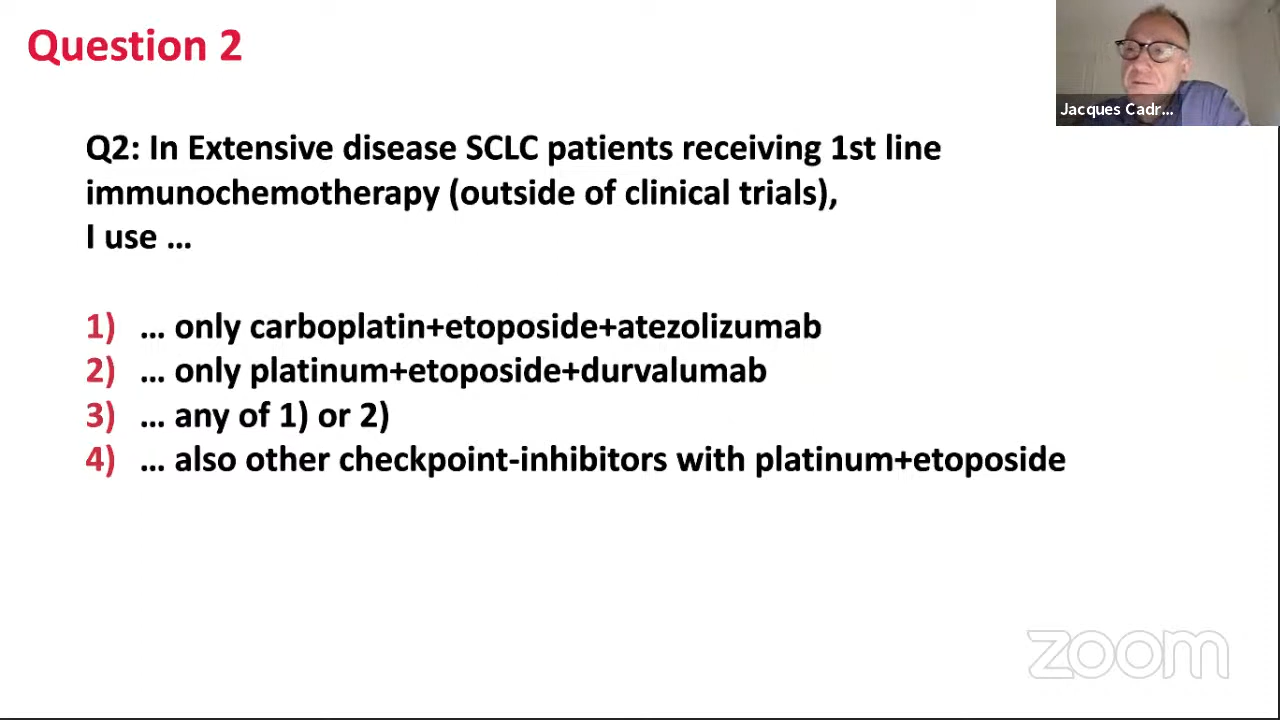 Question 2
Jacques Cadr...
Q2: In Extensive disease SCLC patients receiving 1st line
immunochemotherapy (outside of clinical trials),
I use ...
1) ... only carboplatin+etoposide+atezolizumab
2) ... only platinum+etoposide+durvalumab
3) ... any of 1) or 2)
4) ... also other checkpoint-inhibitors with platinum+etoposide
zoom